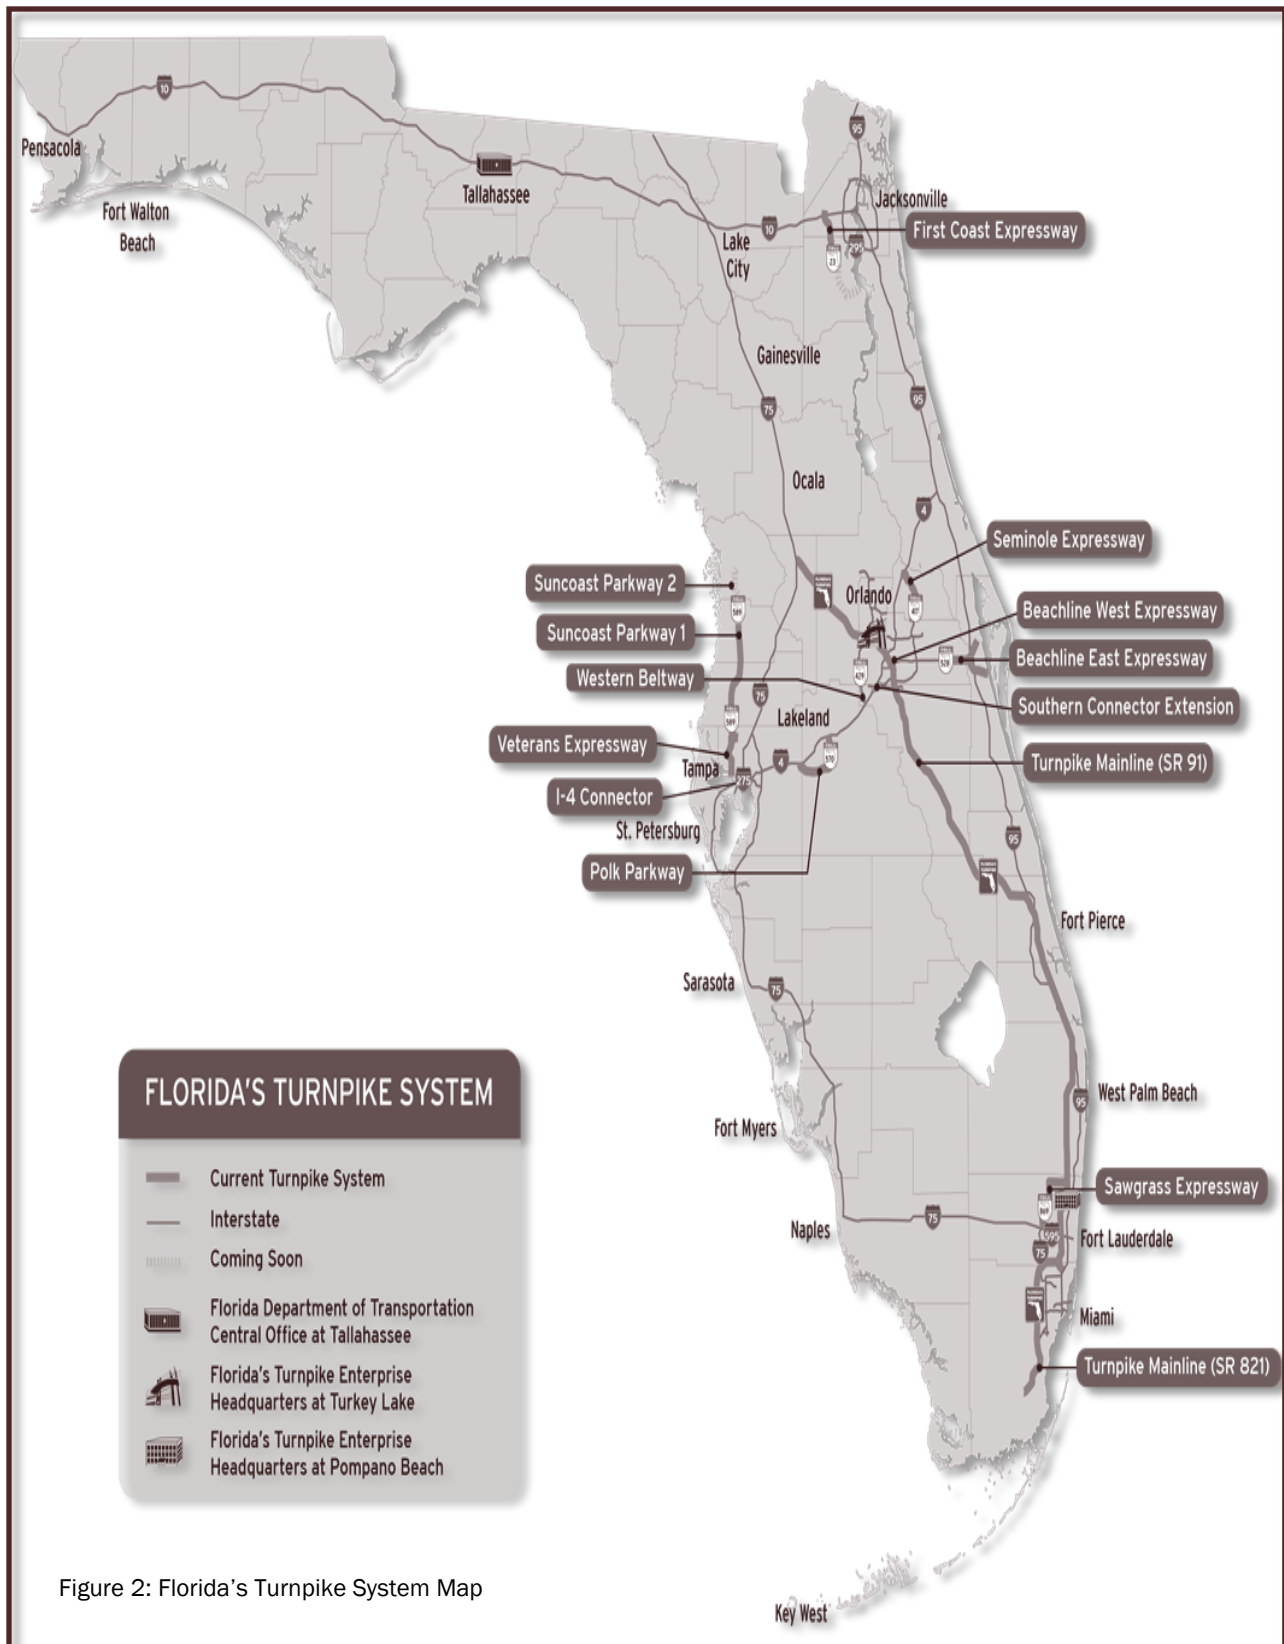 10
95
Pensacola
Tallahassee
Jacksonville
Fort Walton
Beach
10
First Coast Expressway
Lake
City
295
23
Gainesville
95
75
Ocala
4
Seminole Expressway
Suncoast Parkway 2
Orlando
589
417
Beachline West Expressway
Suncoast Parkway 1
Beachline East Expressway
528
Western Beltway
429
75
Southern Connector Extension
589
Lakeland
Veterans Expressway
570
Turnpike Mainline (SR 91)
4
Tampa
275
I-4 Connector
St. Petersburg
95
Polk Parkway
Fort Pierce
Sarasota
75
FLORIDA'S TURNPIKE SYSTEM
West Palm Beach
95
Fort Myers
Current Turnpike System
Sawgrass Expressway
869
Interstate
75
Naples
595
Fort Lauderdale
75
Coming Soon
Florida Department of Transportation
Central Office at Tallahassee
Miami
Turnpike Mainline (SR 821)
Florida's Turnpike Enterprise
Headquarters at Turkey Lake
Florida's Turnpike Enterprise
Headquarters at Pompano Beach
Figure 2: Florida’s Turnpike System Map
Key West